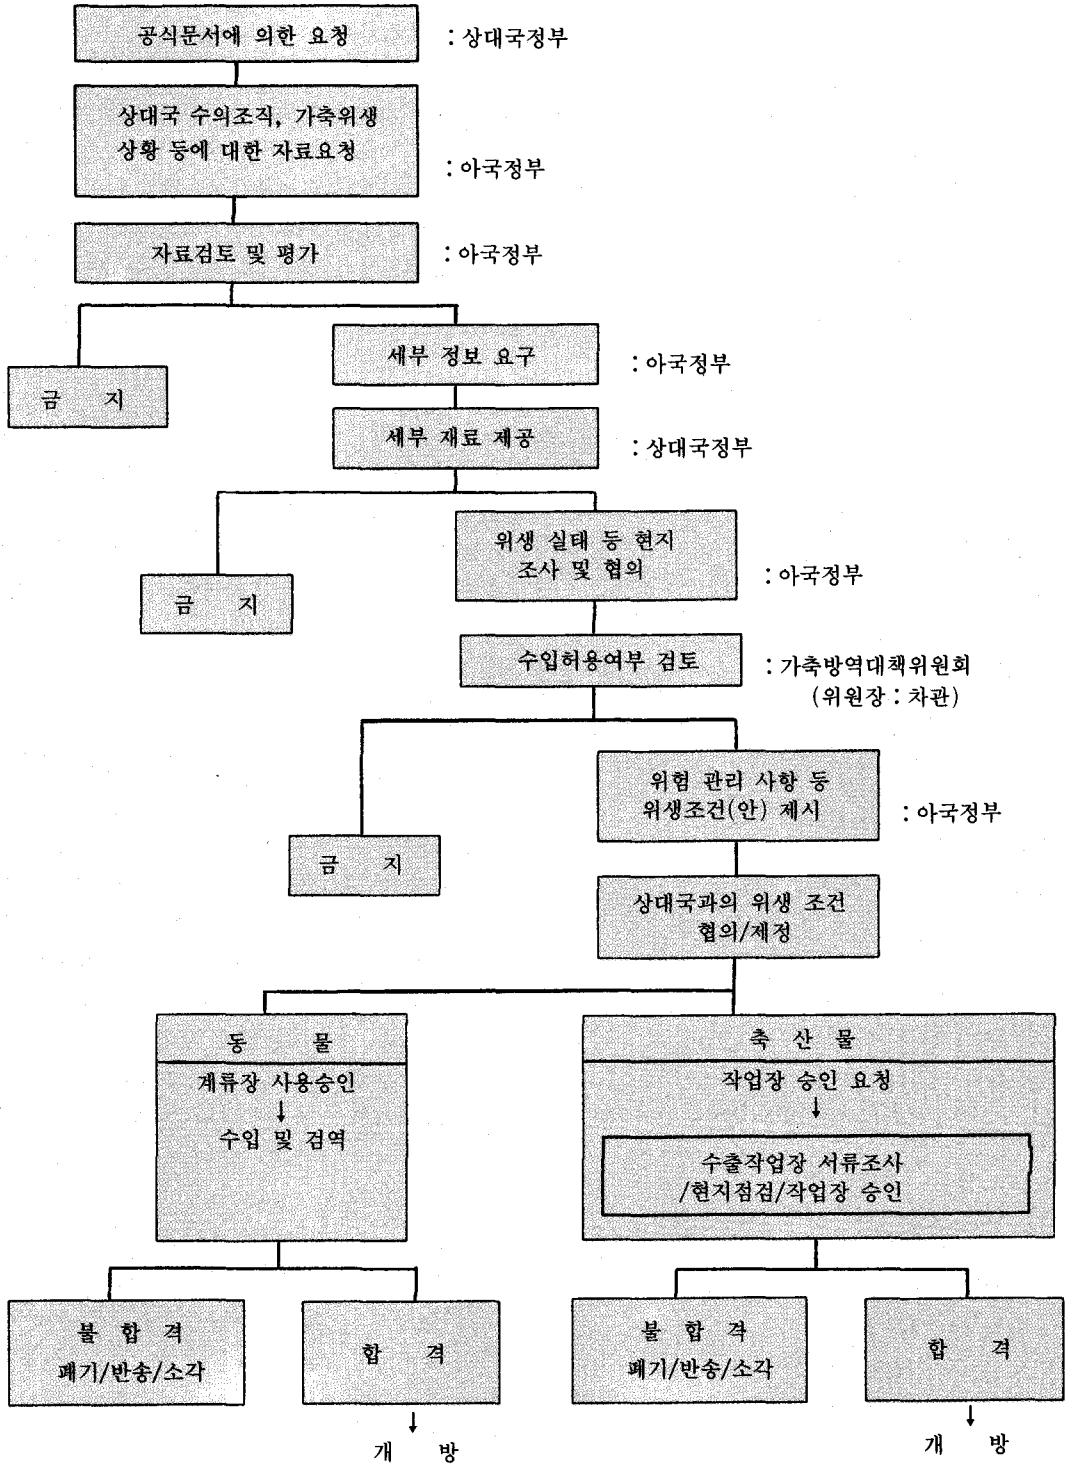 공식문서에 의한 요청 : 상대국정부
상대국 수의조직, 가축위생
상황 등에 대한 자료요청
: 아국정부
자료검토 및 평가 : 아국정부
세부 정보 요구 : 아국정부
금 지
세부 재료 제공 : 상대국정부
위생 실태 등 현지
조사 및 협의 : 아국정부
금 지
수입허용여부 검토 : 가축방역대책위원회
(위원장 : 차관)
위험 관리 사항 등
위생조건(안) 제시 : 아국정부
금 지
상대국과의 위생 조건
협의/제정
동 물
계류장 사용승인
↓
수입 및 검역
축 산 물
작업장 승인 요청
↓
수출작업장 서류조사
/현지점검/작업장 승인
불 합 격
폐기/반송/소각
합 격
↓
개 방
불 합 격
폐기/반송/소각
합 격
↓
개 방